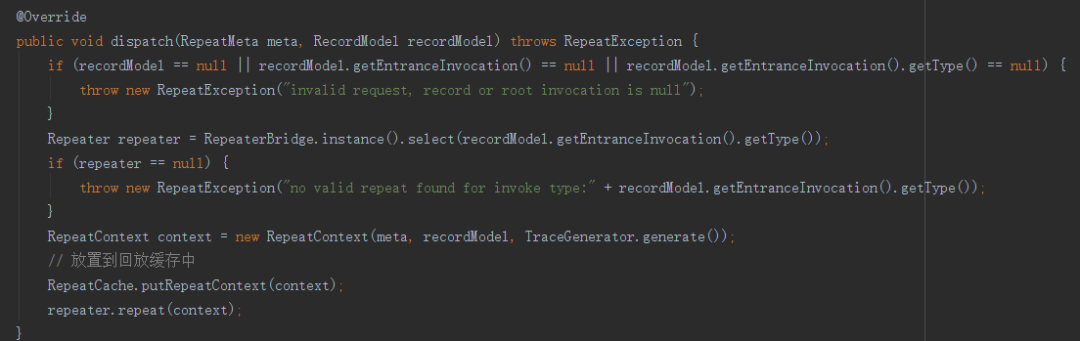 @Override
public void dispatch(RepeatMeta meta, RecordModel recordModel) throws RepeatException {
    if (recordModel == null || recordModel.getEntranceInvocation() == null || recordModel.getEntranceInvocation().getType() == null) {
        throw new RepeatException("invalid request, record or root invocation is null");
    }
    Repeater repeater = RepeaterBridge.instance().select(recordModel.getEntranceInvocation().getType());
    if (repeater == null) {
        throw new RepeatException("no valid repeat found for invoke type:" + recordModel.getEntranceInvocation().getType());
    }
    RepeatContext context = new RepeatContext(meta, recordModel, TraceGenerator.generate());
    // 放置到回放缓存中
    RepeatCache.putRepeatContext(context);
    repeater.repeat(context);
}